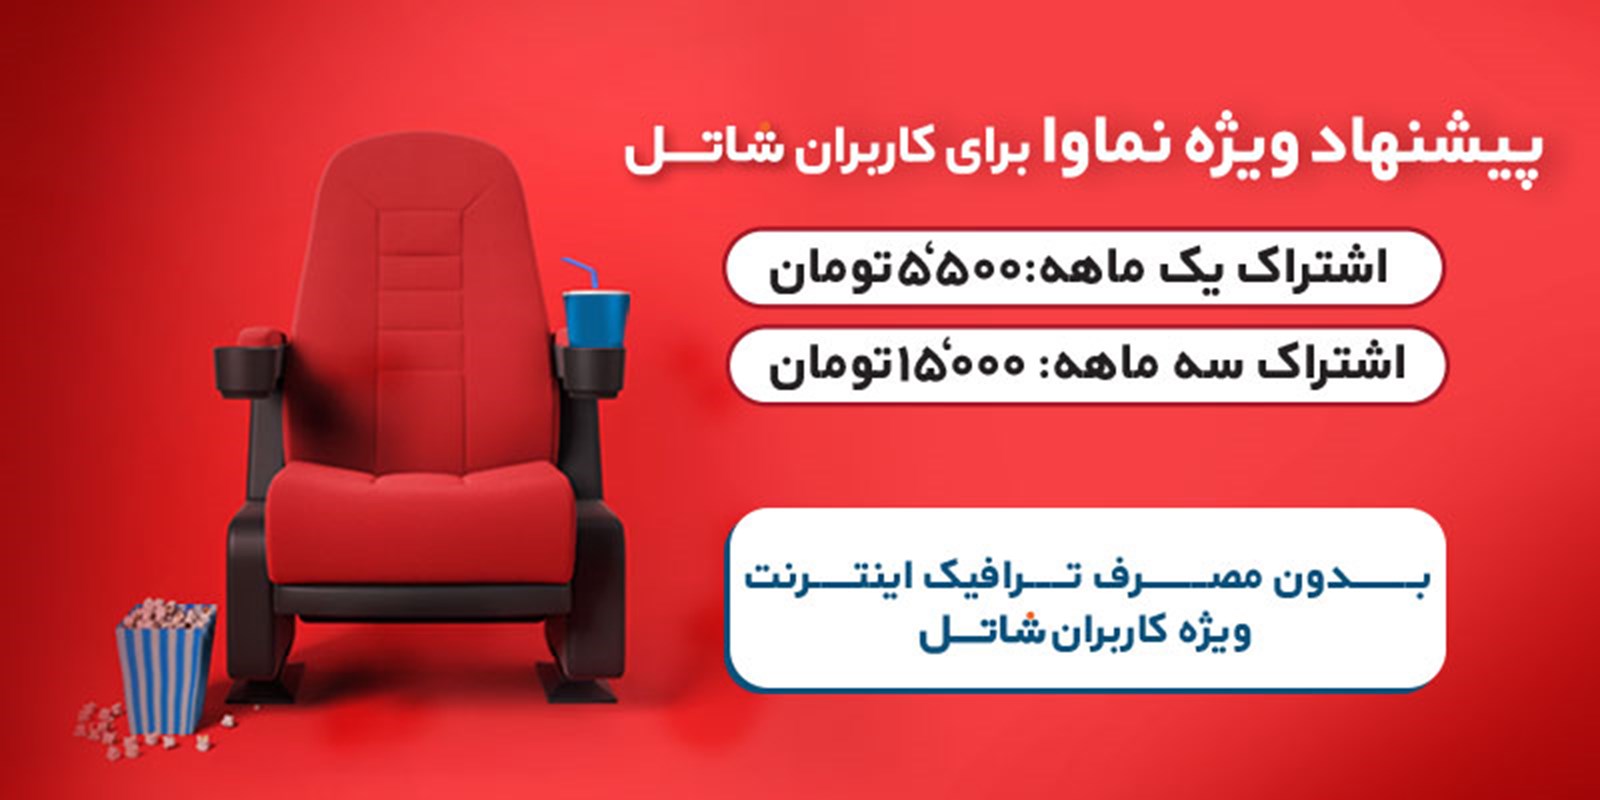 پیشنهاد ویژه نماوا برای کاربران شاتل
اشتراک یک ماهه:۵٬۵۰۰تومان
اشتراک سه ماهه: ۱۵٬۰۰۰تومان
بدون مصرف ترافیک اینترنت
ویژه کاربران شاتل